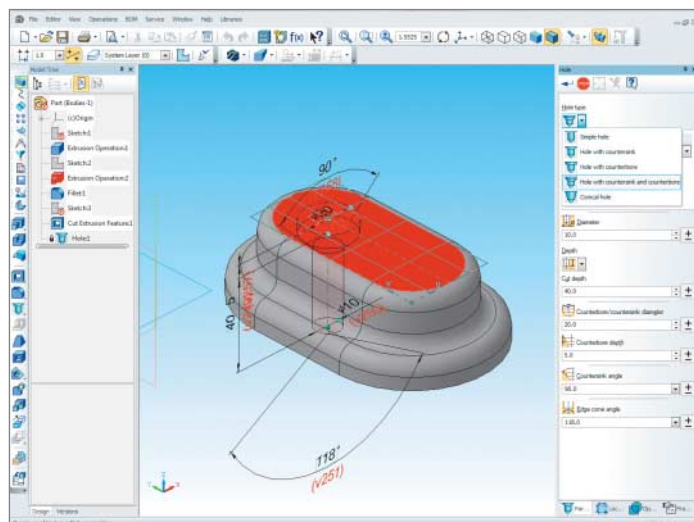 File Editor View Operations BOM Service Window Help Libraries
1.5525
f(x)
1.0
System Layer (0)
Model Tree
Part (Bodies-1)
(c)Origin
Sketch1
Extrusion Operation1
Sketch2
Extrusion Operation2
Fillet1
Sketch3
Cut Extrusion Feature1
Hole1
Design Versions
90°
40
5
118°
(v251)
Hole
Hole type
Simple hole
Hole with countersink
Hole with counterbore
Hole with countersink and counterbore
Conical hole
Diameter
10.0
Depth
Cut depth
40.0
Counterbore/countersink diameter
20.0
Counterbore depth
5.0
Countersink angle
90.0
Edge cone angle
118.0